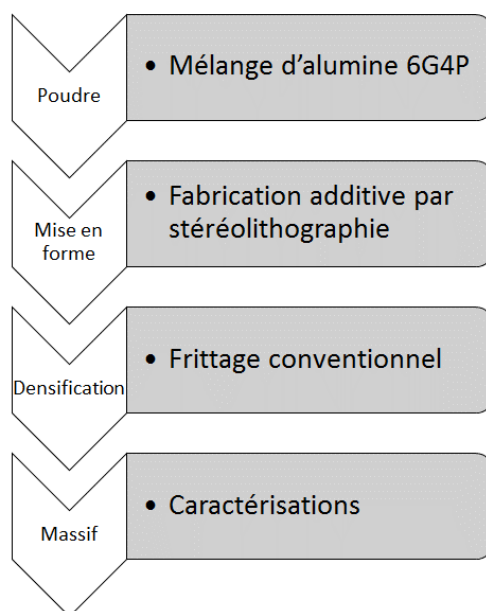 Poudre
• Mélange d'alumine 6G4P
Mise en
forme
• Fabrication additive par
stéréolithographie
Densification
• Frittage conventionnel
Massif
• Caractérisations